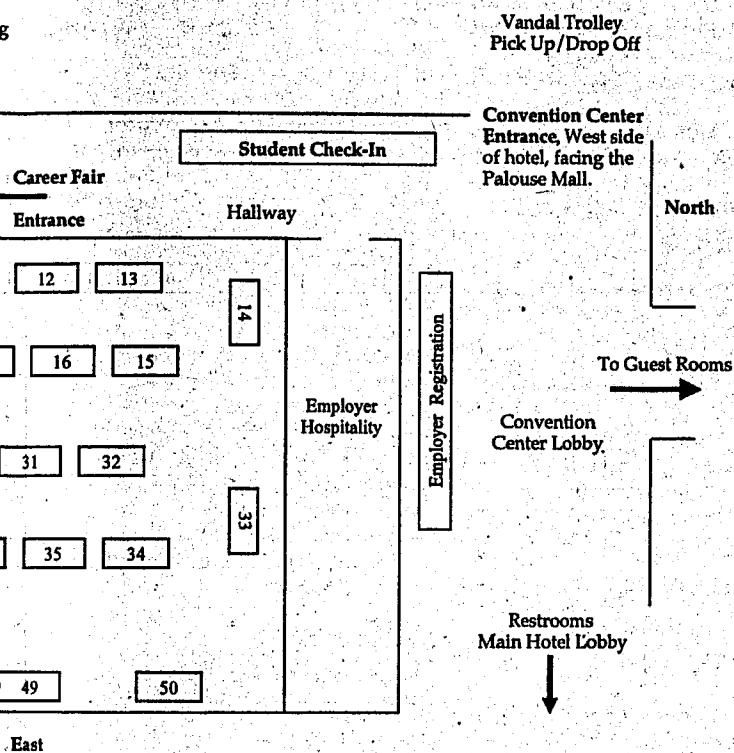 g
Vandal Trolley
Pick Up/Drop Off
Convention Center
Entrance, West side
of hotel, facing the
Palouse Mall.
Student Check-In
Career Fair
Entrance
Hallway
North
12
13
14
16
15
To Guest Rooms
Employer
Hospitality
Employer Registration
Convention
Center Lobby
31
32
33
35
34
Restrooms
Main Hotel Lobby
49
50
East